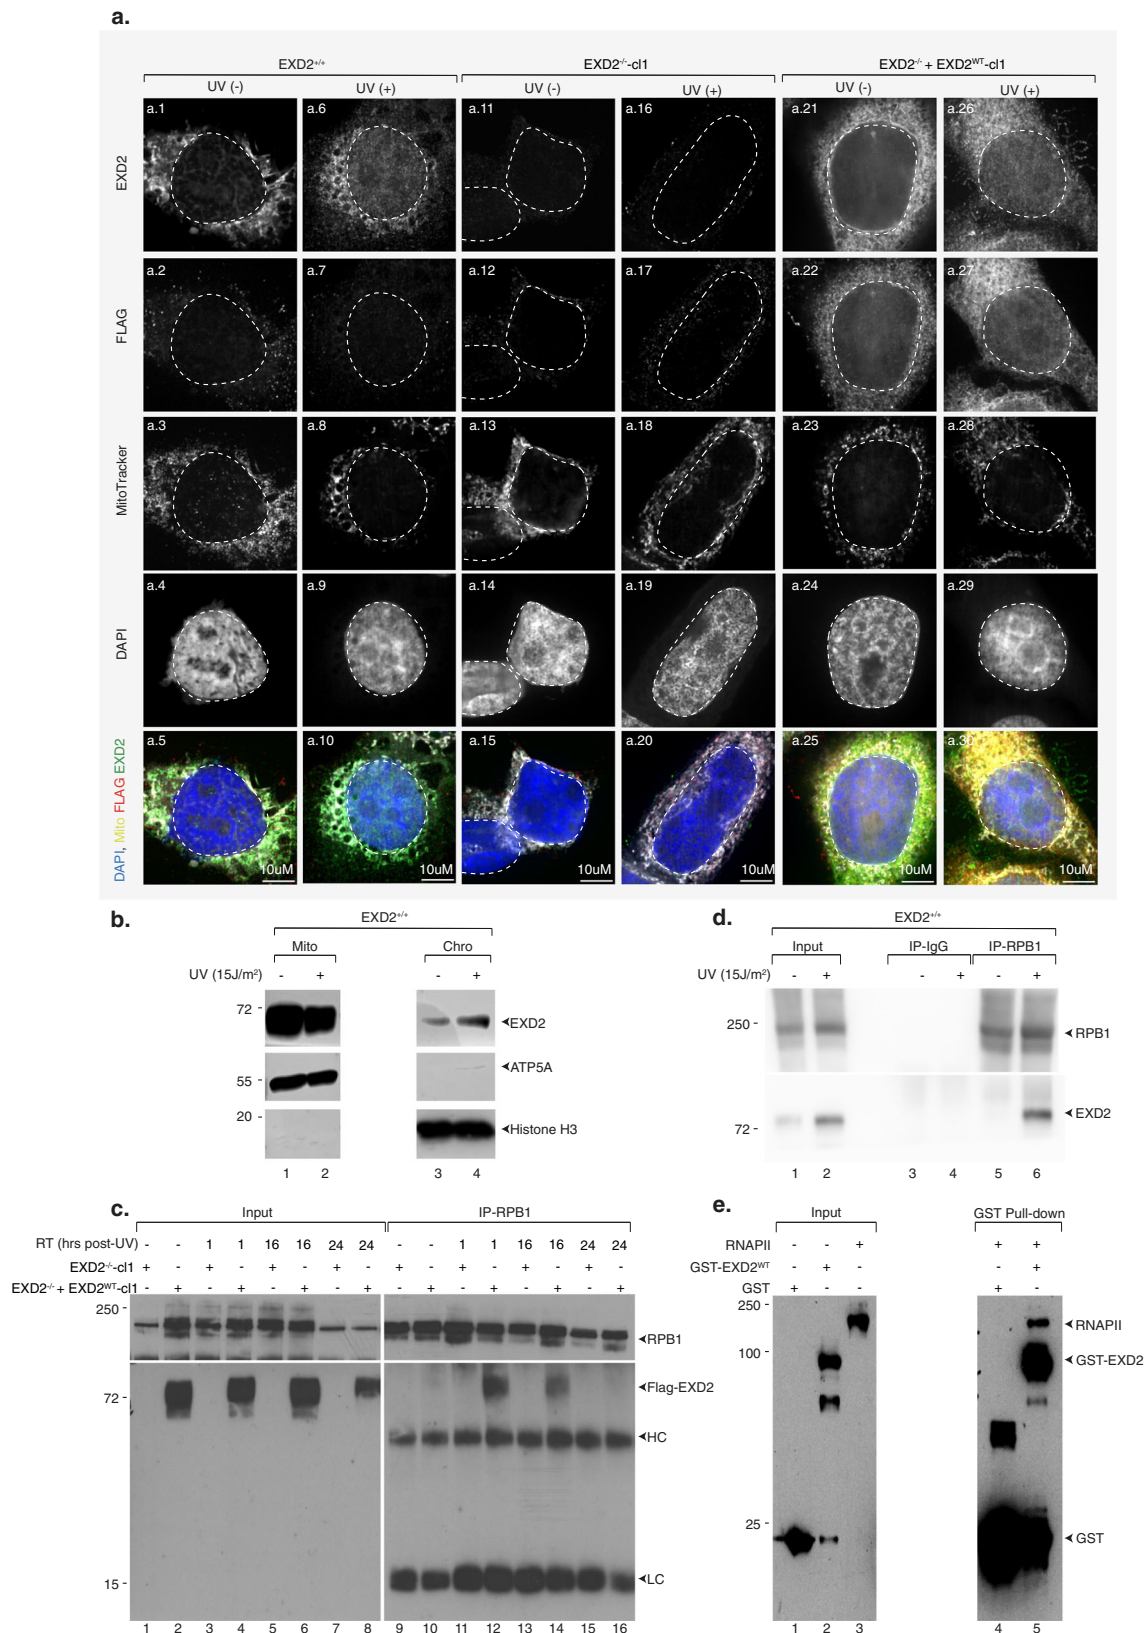 a.
EXD2+/+ EXD2-/--cl1 EXD2-/- + EXD2WT-cl1
UV (-) UV (+) UV (-) UV (+) UV (-) UV (+)
EXD2 a.1 a.6 a.11 a.16 a.21 a.26
FLAG a.2 a.7 a.12 a.17 a.22 a.27
MitoTracker a.3 a.8 a.13 a.18 a.23 a.28
DAPI a.4 a.9 a.14 a.19 a.24 a.29
DAPI, Mito FLAG EXD2 a.5 a.10 a.15 a.20 a.25 a.30
10uM 10uM 10uM 10uM 10uM 10uM
b.
EXD2+/+
Mito Chro
UV (15J/m²) - + - +
72 - EXD2
55 - ATP5A
20 - Histone H3
1 2 3 4
d.
EXD2+/+
Input IP-IgG IP-RPB1
UV (15J/m²) - + - + - +
250 - RPB1
72 - EXD2
1 2 3 4 5 6
c.
Input IP-RPB1
RT (hrs post-UV) - - 1 1 16 16 24 24 - - 1 1 16 16 24 24
EXD2-/--cl1 + - + - + - + - + - + - + - + -
EXD2-/- + EXD2WT-cl1 - + - + - + - + - + - + - + - +
250 - RPB1
72 - Flag-EXD2
HC
15 - LC
1 2 3 4 5 6 7 8 9 10 11 12 13 14 15 16
e.
Input GST Pull-down
RNAPII - - + + +
GST-EXD2WT - + - - +
GST + - - + -
250 - RNAPII
100 - GST-EXD2
25 - GST
1 2 3 4 5